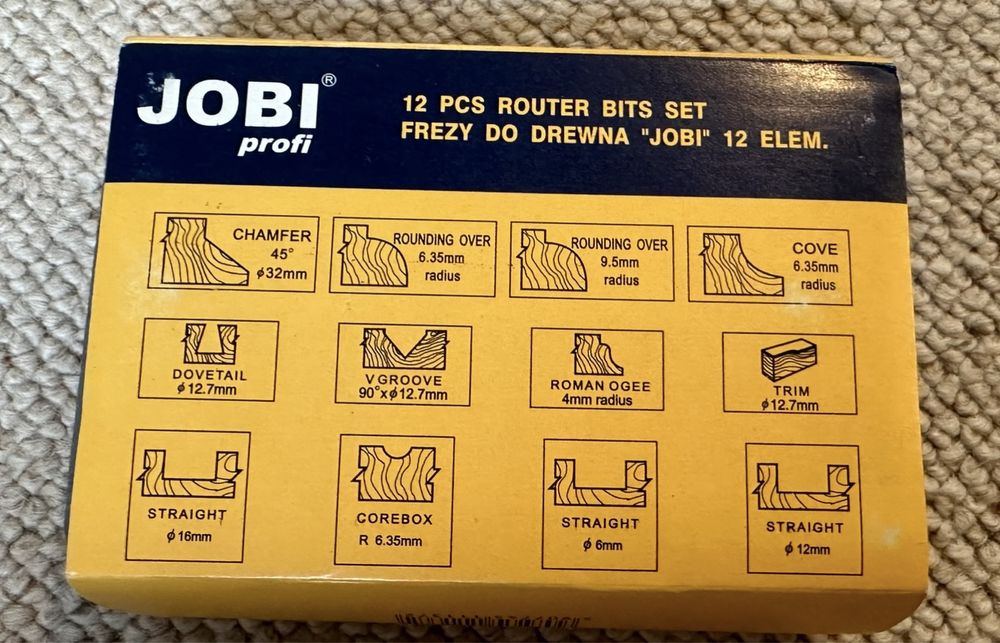 JOBI®
profi
12 PCS ROUTER BITS SET
FREZY DO DREWNA "JOBI" 12 ELEM.
CHAMFER
45°
ϕ32mm
ROUNDING OVER
6.35mm
radius
ROUNDING OVER
9.5mm
radius
COVE
6.35mm
radius
DOVETAIL
ϕ12.7mm
V GROOVE
90°xϕ12.7mm
ROMAN OGEE
4mm radius
TRIM
ϕ12.7mm
STRAIGHT
ϕ16mm
COREBOX
R 6.35mm
STRAIGHT
ϕ 6mm
STRAIGHT
ϕ 12mm